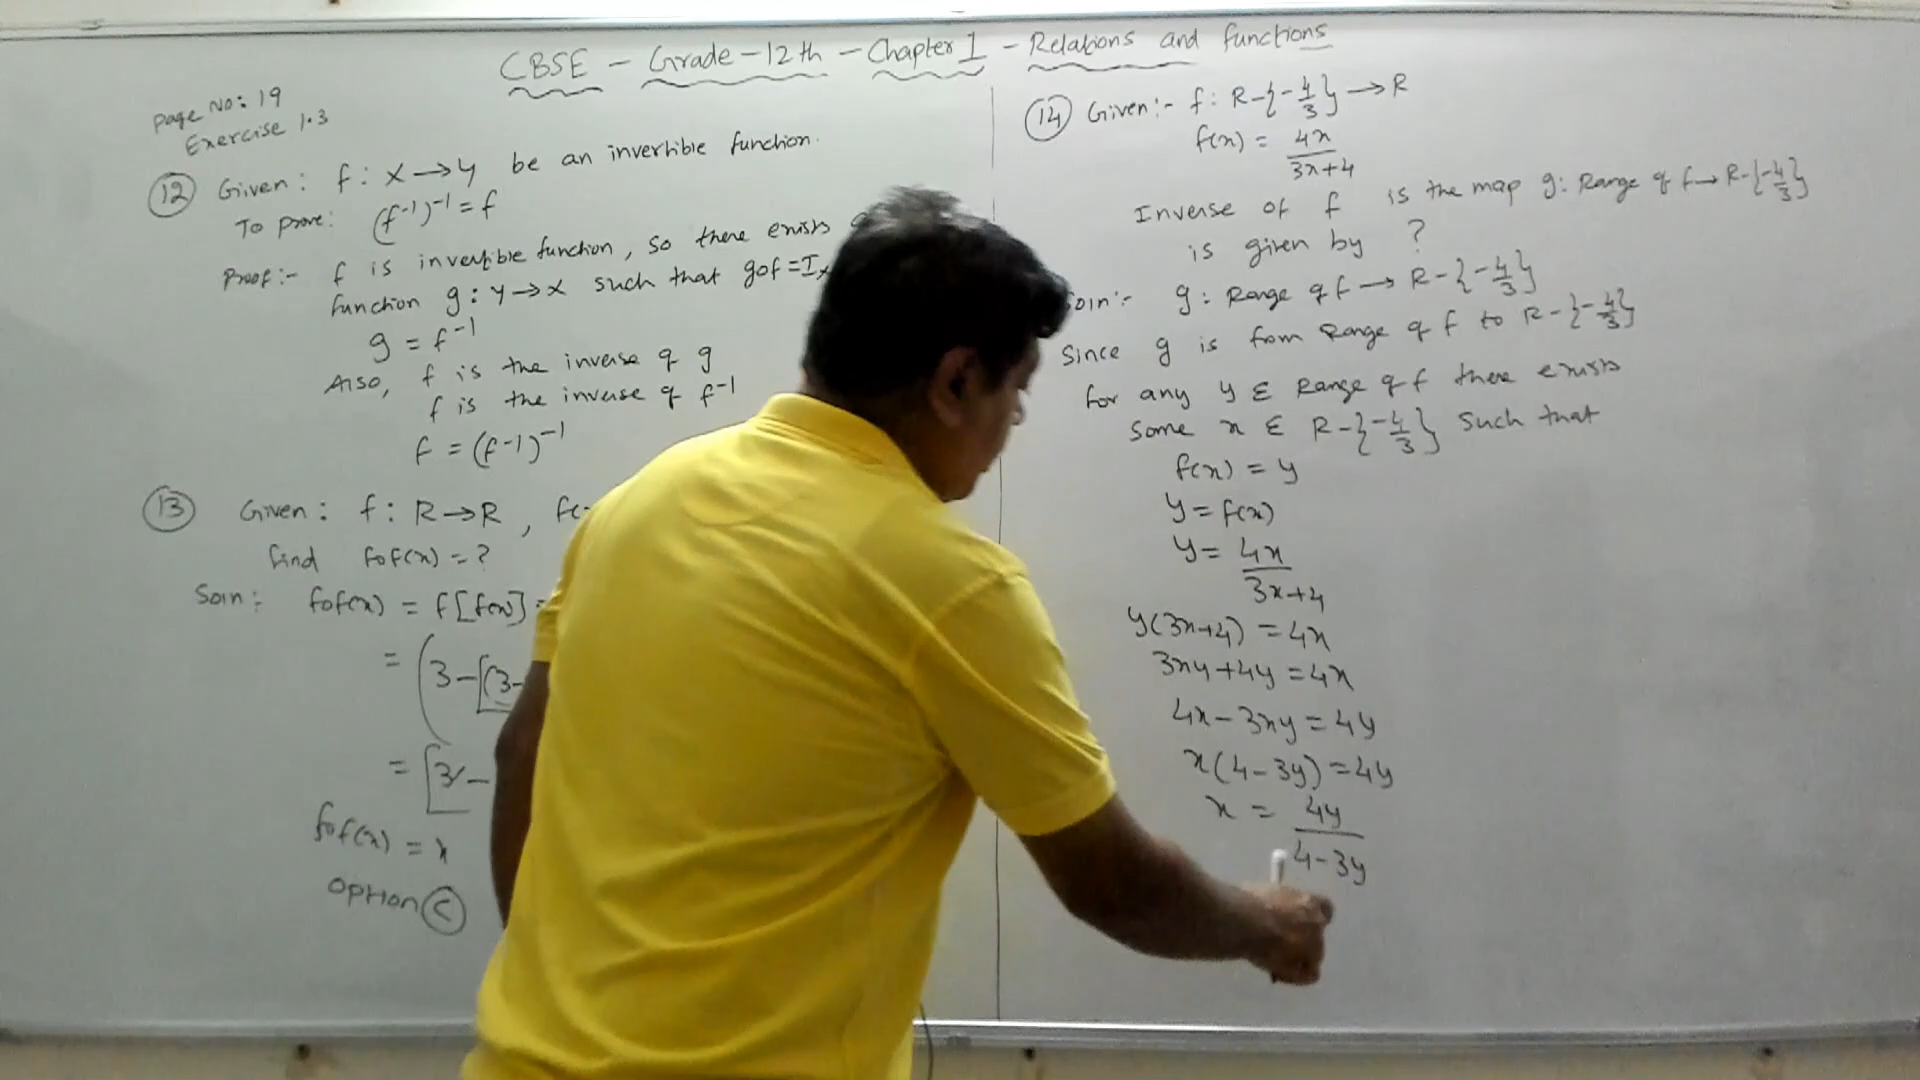 CBSE - Grade-12th - Chapter 1 - Relations and functions
Page No: 19
Exercise 1.3
(12) Given: f: X→Y be an invertible function.
To prove: (f⁻¹)⁻¹ = f
Proof:- f is invertible function, so there exists
function g: Y→X such that gof = Iₓ
g = f⁻¹
Also, f is the inverse of g
f is the inverse of f⁻¹
f = (f⁻¹)⁻¹
(13) Given: f: R→R, f(
find fof(x) = ?
Soln: fof(x) = f[f(x)] =
= (3-[(3-
= [3-
fof(x) = x
Option (C)
(14) Given:- f: R-{-4/3} → R
f(x) = 4x/3x+4
Inverse of f is the map g: Range of f → R-{-4/3}
is given by ?
Soln:- g: Range of f → R-{-4/3}
Since g is from Range of f to R-{-4/3}
for any y ∈ Range of f there exists
some x ∈ R-{-4/3} such that
f(x) = y
y = f(x)
y = 4x/3x+4
y(3x+4) = 4x
3xy+4y = 4x
4x-3xy = 4y
x(4-3y) = 4y
x = 4y/4-3y